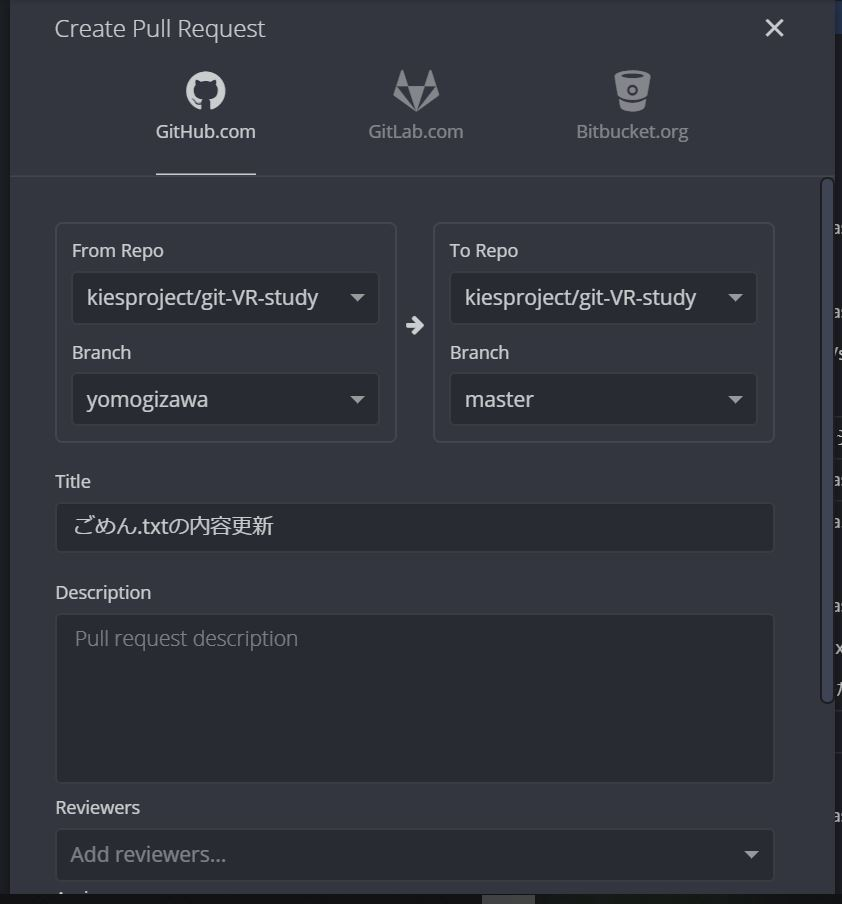 Create Pull Request
GitHub.com
GitLab.com
Bitbucket.org
From Repo
kiesproject/git-VR-study
Branch
yomogizawa
To Repo
kiesproject/git-VR-study
Branch
master
Title
ごめん.txtの内容更新
Description
Pull request description
Reviewers
Add reviewers...